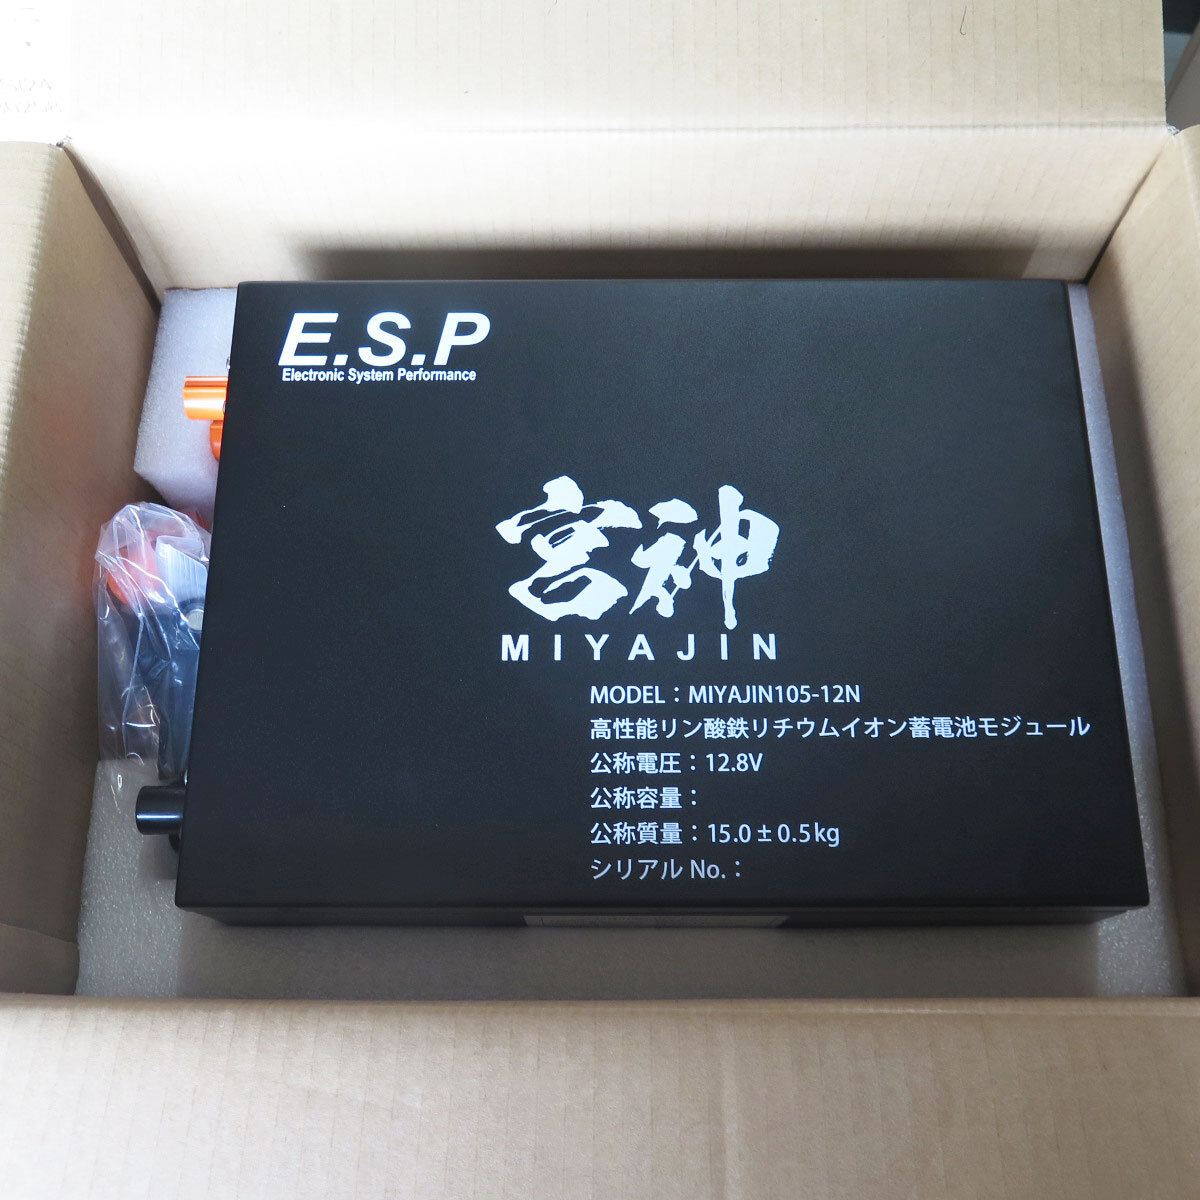 E.S.P
Electronic System Performance
宮神
MIYAJIN
MODEL：MIYAJIN105-12N
高性能リン酸鉄リチウムイオン蓄電池モジュール
公称電圧：12.8V
公称容量：
公称質量：15.0±0.5kg
シリアル No.：